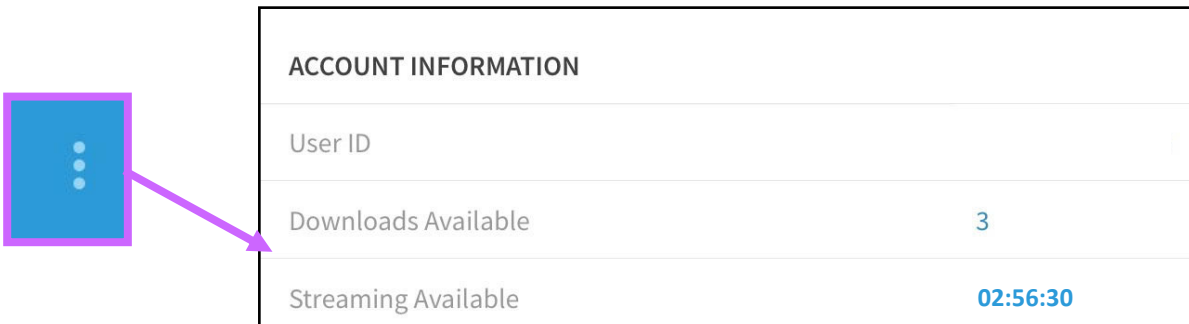 ACCOUNT INFORMATION
User ID
Downloads Available 3
Streaming Available 02:56:30